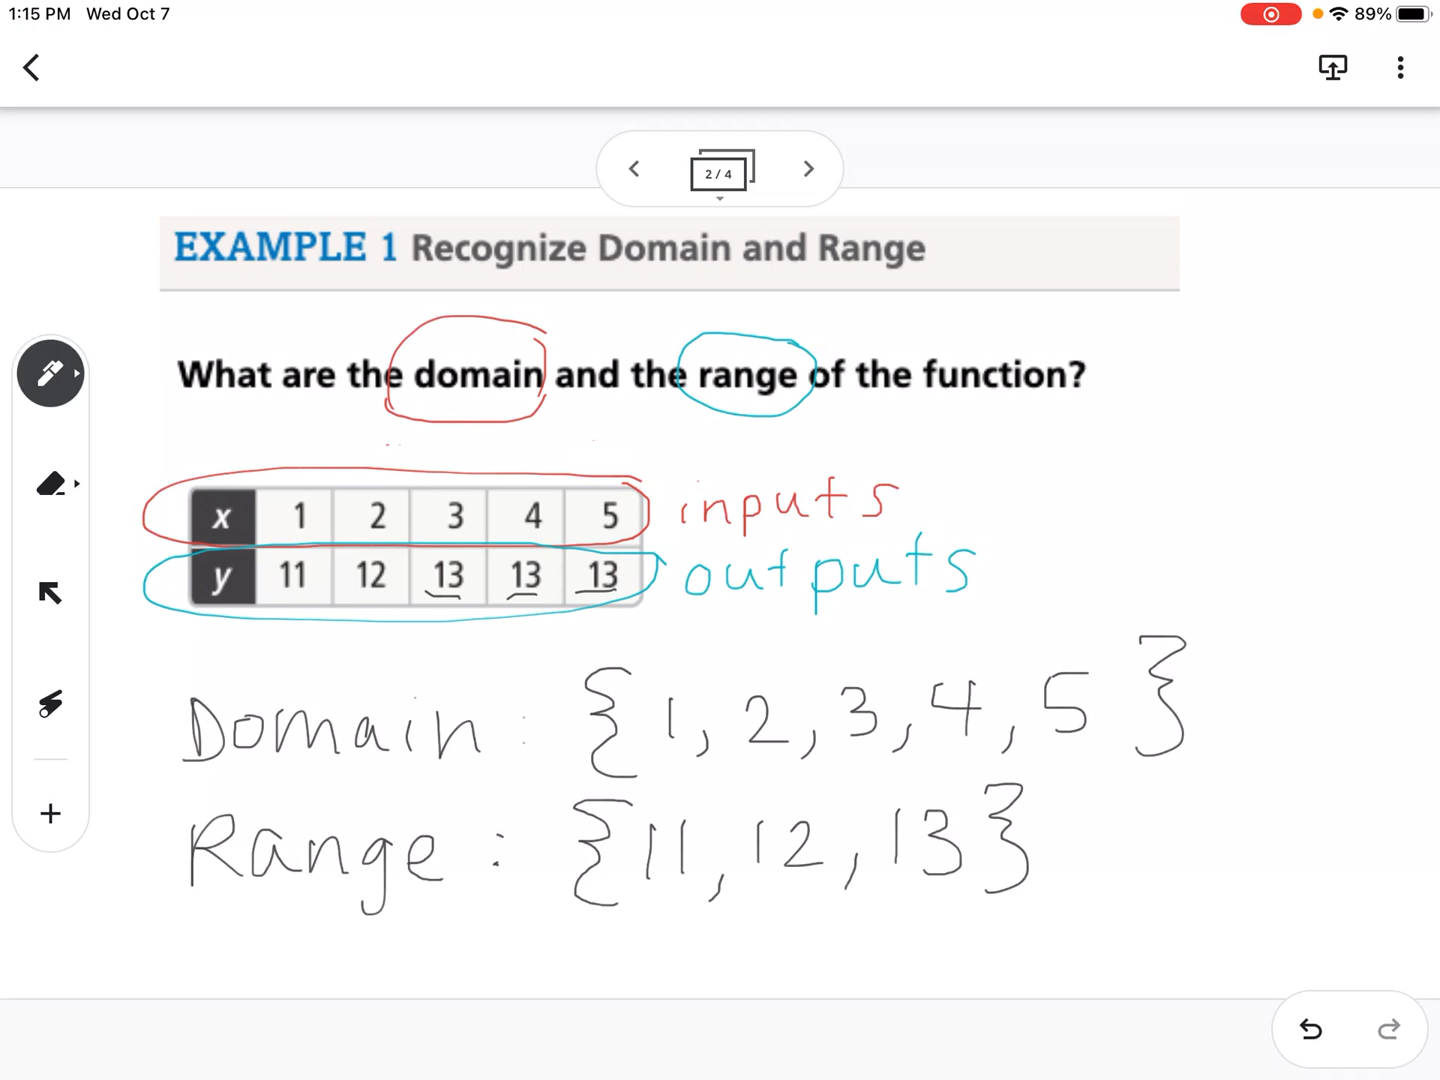 1:15 PM Wed Oct 7 89%
2 / 4
EXAMPLE 1 Recognize Domain and Range
What are the domain and the range of the function?
x 1 2 3 4 5 inputs
y 11 12 13 13 13 outputs
Domain : {1, 2, 3, 4, 5}
Range : {11, 12, 13}